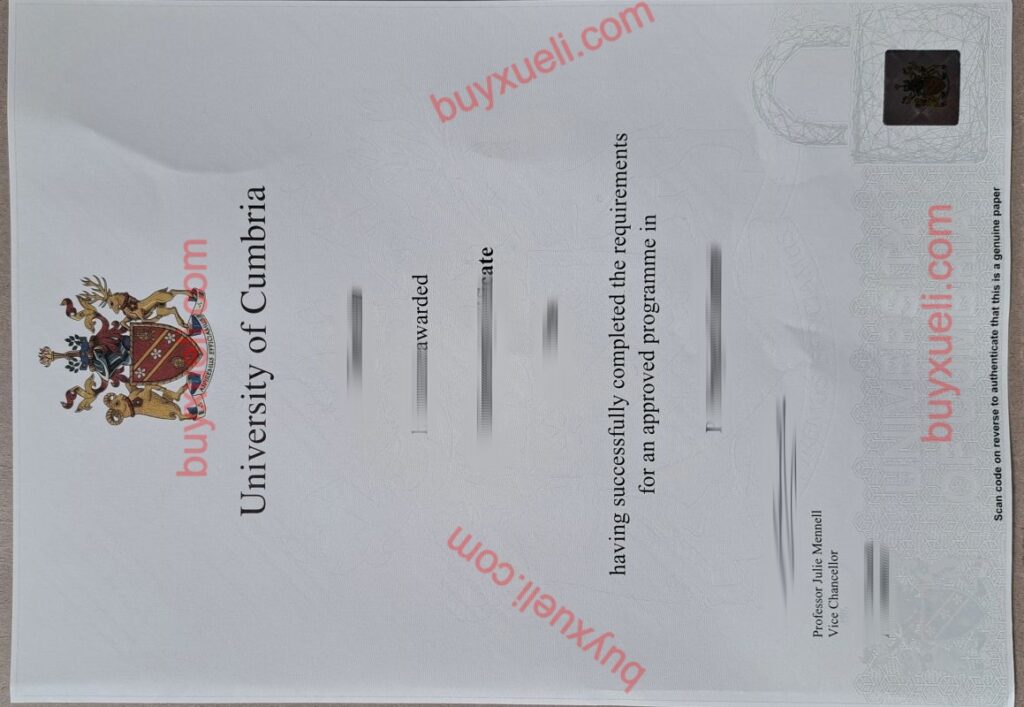 University of Cumbria
awarded
having successfully completed the requirements
for an approved programme in
Professor Julie Mennell
Vice Chancellor
Scan code on reverse to authenticate that this is a genuine paper
buyxueli.com
buyxueli.com
buyxueli.com
buyxueli.com